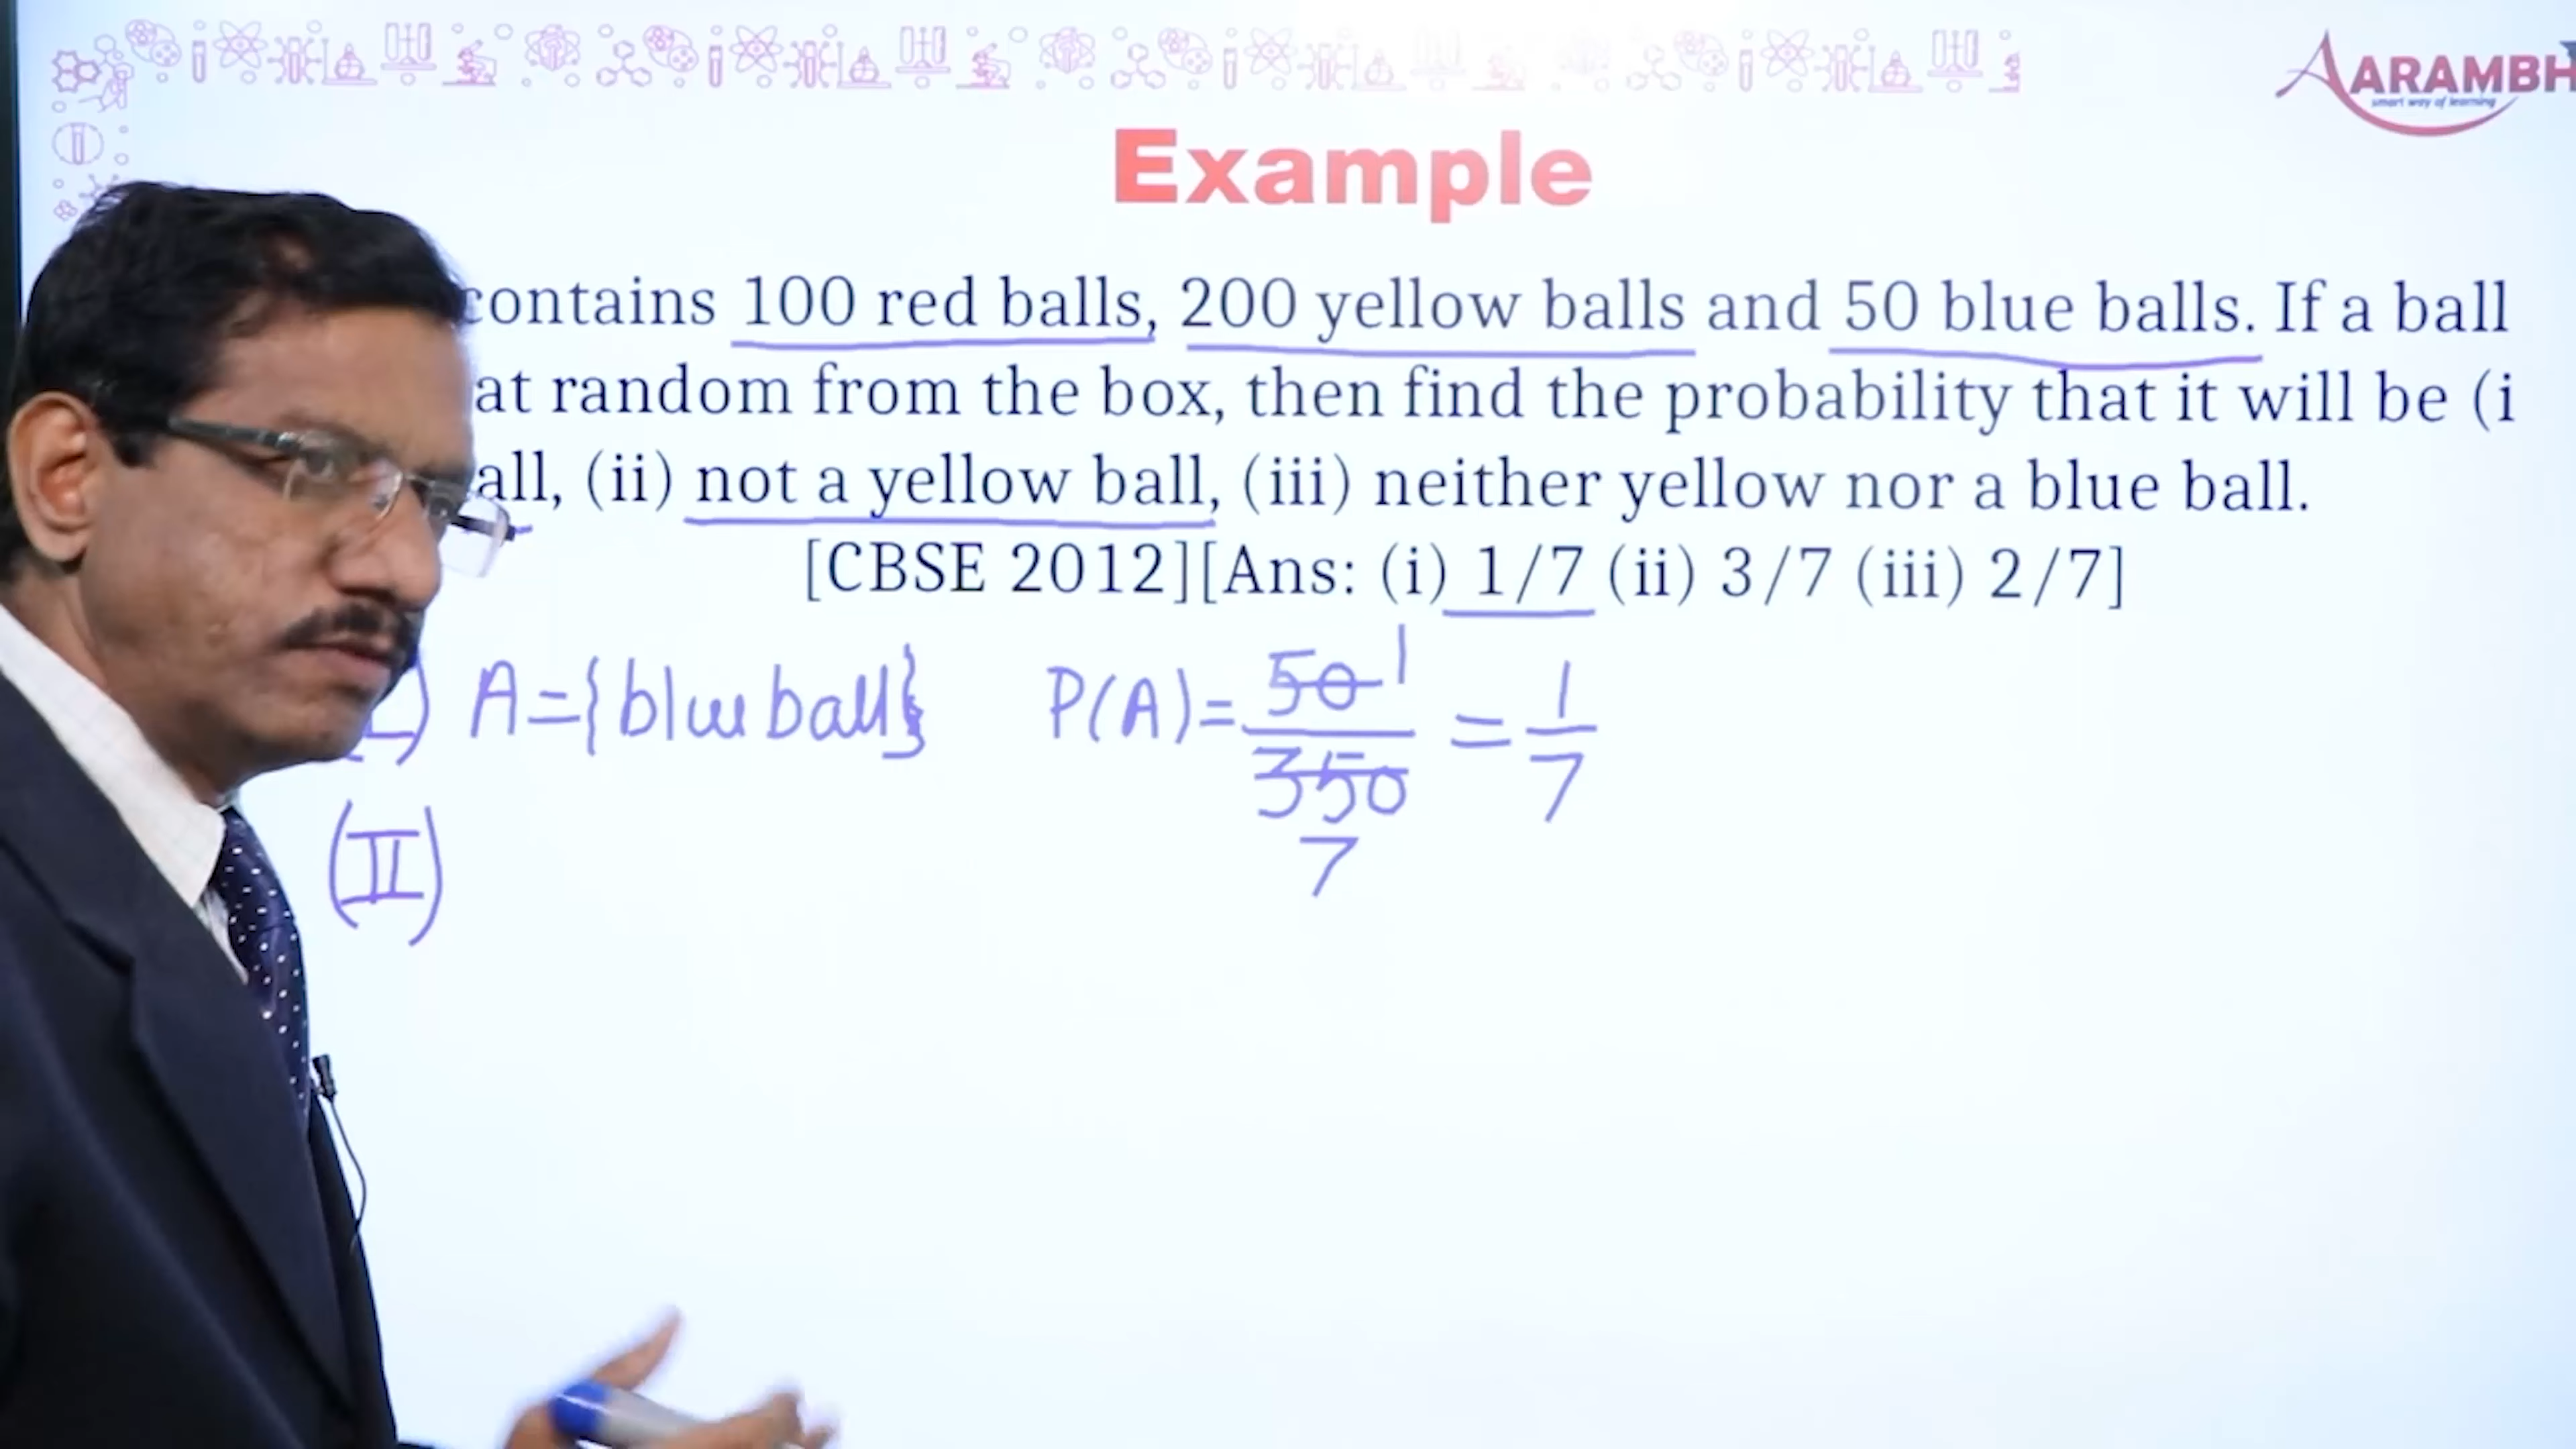 AARAMBH
smart way of learning
Example
contains 100 red balls, 200 yellow balls and 50 blue balls. If a ball
at random from the box, then find the probability that it will be (i
all, (ii) not a yellow ball, (iii) neither yellow nor a blue ball.
[CBSE 2012][Ans: (i) 1/7 (ii) 3/7 (iii) 2/7]
) A={blue ball} P(A)= 50 1 / 350 7 = 1/7
(II)